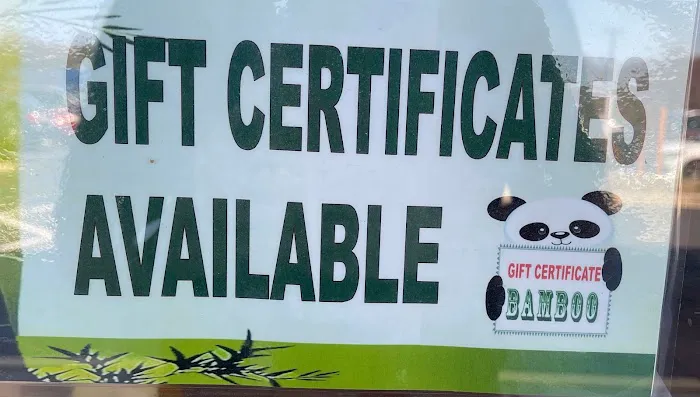 GIFT CERTIFICATES
AVAILABLE
GIFT CERTIFICATE
BAMBOO